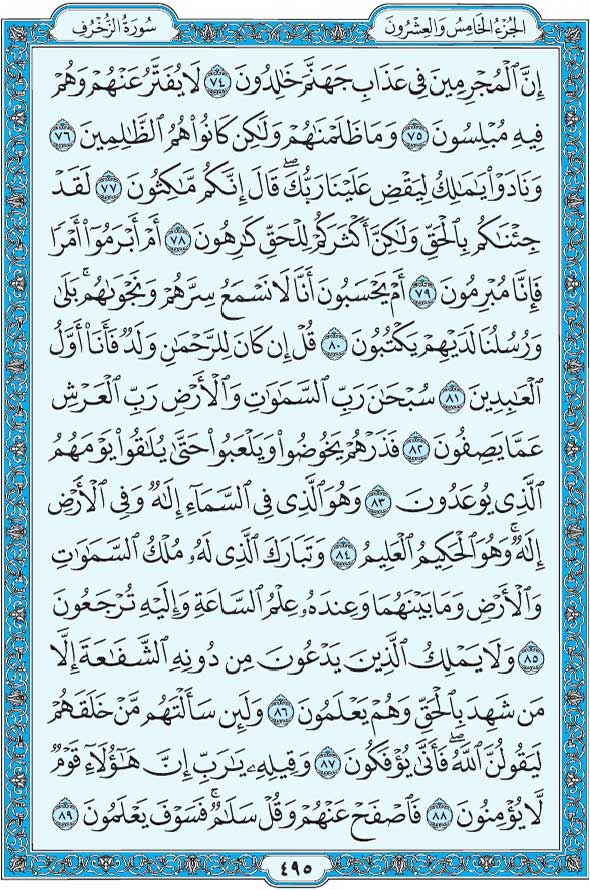 الجُزْءُ الخَامِسُ وَالعِشْرُونَ
سُورَةُ الزُّخْرُفِ
إِنَّ ٱلْمُجْرِمِينَ فِى عَذَابِ جَهَنَّمَ خَٰلِدُونَ ٧٤ لَا يُفَتَّرُ عَنْهُمْ وَهُمْ
فِيهِ مُبْلِسُونَ ٧٥ وَمَا ظَلَمْنَٰهُمْ وَلَٰكِن كَانُوا۟ هُمُ ٱلظَّٰلِمِينَ ٧٦
وَنَادَوْا۟ يَٰمَٰلِكُ لِيَقْضِ عَلَيْنَا رَبُّكَ ۖ قَالَ إِنَّكُم مَّٰكِثُونَ ٧٧ لَقَدْ
جِئْنَٰكُم بِٱلْحَقِّ وَلَٰكِنَّ أَكْثَرَكُمْ لِلْحَقِّ كَٰرِهُونَ ٧٨ أَمْ أَبْرَمُوٓا۟ أَمْرًا
فَإِنَّا مُبْرِمُونَ ٧٩ أَمْ يَحْسَبُونَ أَنَّا لَا نَسْمَعُ سِرَّهُمْ وَنَجْوَىٰهُم ۚ بَلَىٰ
وَرُسُلُنَا لَدَيْهِمْ يَكْتُبُونَ ٨٠ قُلْ إِن كَانَ لِلرَّحْمَٰنِ وَلَدٌ فَأَنَا۠ أَوَّلُ
ٱلْعَٰبِدِينَ ٨١ سُبْحَٰنَ رَبِّ ٱلسَّمَٰوَٰتِ وَٱلْأَرْضِ رَبِّ ٱلْعَرْشِ
عَمَّا يَصِفُونَ ٨٢ فَذَرْهُمْ يَخُوضُوا۟ وَيَلْعَبُوا۟ حَتَّىٰ يُلَٰقُوا۟ يَوْمَهُمُ
ٱلَّذِى يُوعَدُونَ ٨٣ وَهُوَ ٱلَّذِى فِى ٱلسَّمَآءِ إِلَٰهٌ وَفِى ٱلْأَرْضِ
إِلَٰهٌ ۚ وَهُوَ ٱلْحَكِيمُ ٱلْعَلِيمُ ٨٤ وَتَبَارَكَ ٱلَّذِى لَهُۥ مُلْكُ ٱلسَّمَٰوَٰتِ
وَٱلْأَرْضِ وَمَا بَيْنَهُمَا وَعِندَهُۥ عِلْمُ ٱلسَّاعَةِ وَإِلَيْهِ تُرْجَعُونَ
٨٥ وَلَا يَمْلِكُ ٱلَّذِينَ يَدْعُونَ مِن دُونِهِ ٱلشَّفَٰعَةَ إِلَّا
مَن شَهِدَ بِٱلْحَقِّ وَهُمْ يَعْلَمُونَ ٨٦ وَلَئِن سَأَلْتَهُم مَّنْ خَلَقَهُمْ
لَيَقُولُنَّ ٱللَّهُ ۖ فَأَنَّىٰ يُؤْفَكُونَ ٨٧ وَقِيلِهِۦ يَٰرَبِّ إِنَّ هَٰٓؤُلَآءِ قَوْمٌ
لَّا يُؤْمِنُونَ ٨٨ فَٱصْفَحْ عَنْهُمْ وَقُلْ سَلَٰمٌ ۚ فَسَوْفَ يَعْلَمُونَ ٨٩
٤٩٥